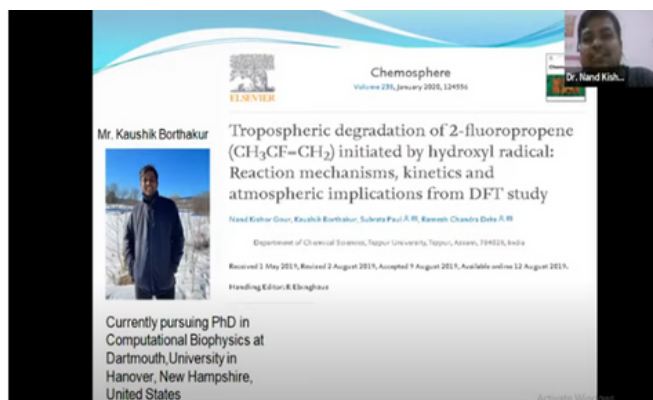 Chemosphere
Volume 238, January 2020, 124556
ELSEVIER
Dr. Nand Kish...
Mr. Kaushik Borthakur
Tropospheric degradation of 2-fluoropropene
(CH₃CF=CH₂) initiated by hydroxyl radical:
Reaction mechanisms, kinetics and
atmospheric implications from DFT study
Nand Kishor Gour, Kaushik Borthakur, Subrata Paul, Ramesh Chandra Deka
Department of Chemical Sciences, Tezpur University, Tezpur, Assam, 784028, India
Received 1 May 2019, Revised 2 August 2019, Accepted 9 August 2019, Available online 12 August 2019.
Handling Editor: R Ebinghaus
Currently pursuing PhD in
Computational Biophysics at
Dartmouth,University in
Hanover, New Hampshire,
United States